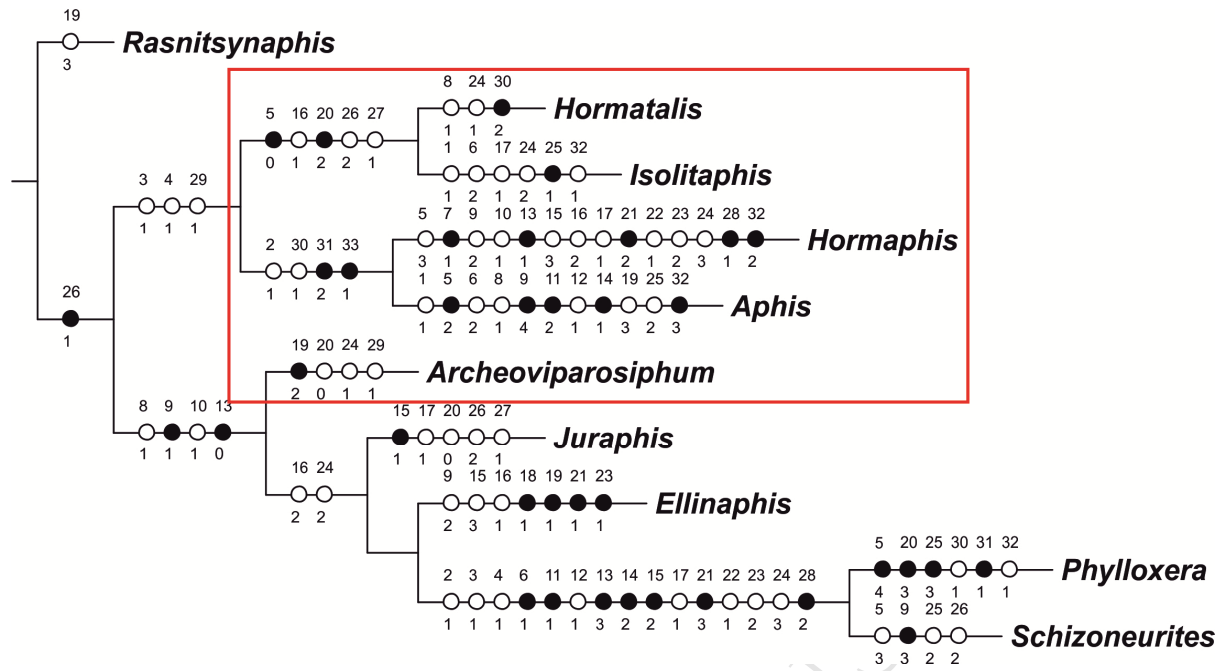 19
Rasnitsynaphis
3
8 24 30
Hormatalis
5 16 20 26 27
1 1 2
0 1 2 2 1
1 6 17 24 25 32
Isolitaphis
3 4 29
1 2 1 2 1 1
1 1 1
5 7 9 10 13 15 16 17 21 22 23 24 28 32
Hormaphis
2 30 31 33
3 1 2 1 1 3 2 1 2 1 2 3 1 2
1 1 2 1
1 5 6 8 9 11 12 14 19 25 32
Aphis
26
1 2 2 1 4 2 1 1 3 2 3
1
19 20 24 29
Archeoviparosiphum
2 0 1 1
8 9 10 13
1 1 1 0
15 17 20 26 27
Juraphis
1 1 0 2 1
16 24
2 2
9 15 16 18 19 21 23
Ellinaphis
2 3 1 1 1 1 1
5 20 25 30 31 32
Phylloxera
2 3 4 6 11 12 13 14 15 17 21 22 23 24 28
4 3 3 1 1 1
1 1 1 1 1 1 3 2 2 1 3 1 2 3 2
5 9 25 26
Schizoneurites
3 3 2 2